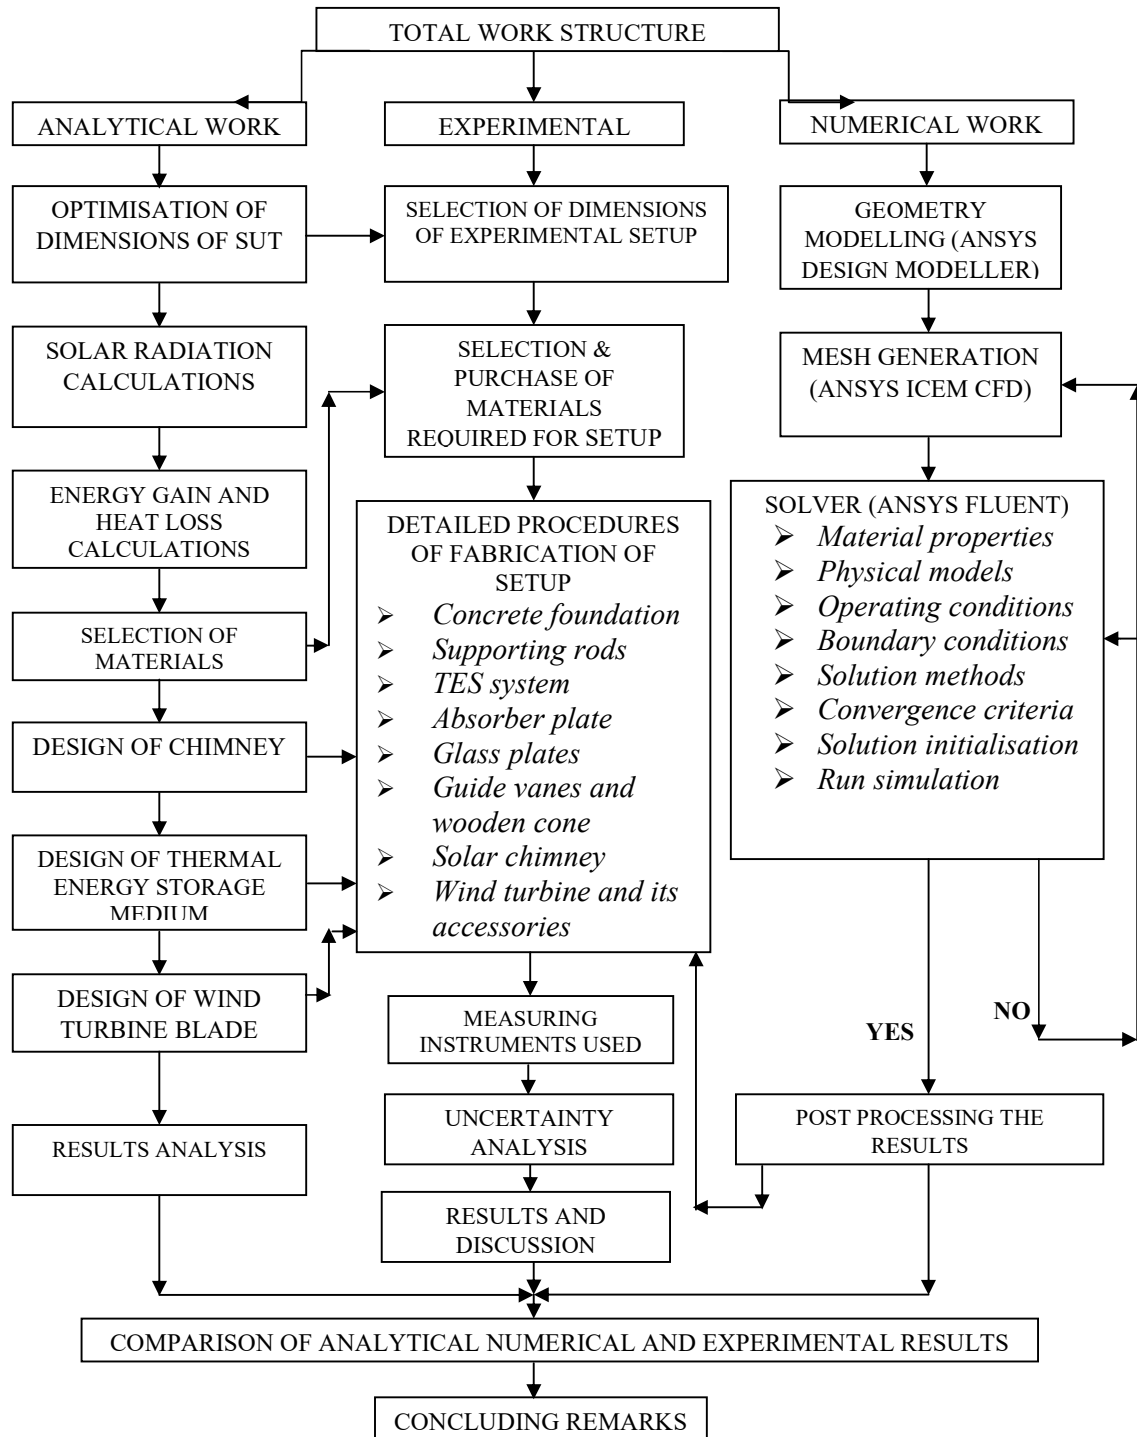 TOTAL WORK STRUCTURE
ANALYTICAL WORK
EXPERIMENTAL
NUMERICAL WORK
OPTIMISATION OF
DIMENSIONS OF SUT
SELECTION OF DIMENSIONS
OF EXPERIMENTAL SETUP
GEOMETRY
MODELLING (ANSYS
DESIGN MODELLER)
SOLAR RADIATION
CALCULATIONS
SELECTION &
PURCHASE OF
MATERIALS
REQUIRED FOR SETUP
MESH GENERATION
(ANSYS ICEM CFD)
ENERGY GAIN AND
HEAT LOSS
CALCULATIONS
DETAILED PROCEDURES
OF FABRICATION OF
SETUP
➢ Concrete foundation
➢ Supporting rods
➢ TES system
➢ Absorber plate
➢ Glass plates
➢ Guide vanes and
wooden cone
➢ Solar chimney
➢ Wind turbine and its
accessories
SOLVER (ANSYS FLUENT)
➢ Material properties
➢ Physical models
➢ Operating conditions
➢ Boundary conditions
➢ Solution methods
➢ Convergence criteria
➢ Solution initialisation
➢ Run simulation
SELECTION OF
MATERIALS
DESIGN OF CHIMNEY
DESIGN OF THERMAL
ENERGY STORAGE
MEDIUM
DESIGN OF WIND
TURBINE BLADE
MEASURING
INSTRUMENTS USED
YES
NO
RESULTS ANALYSIS
UNCERTAINTY
ANALYSIS
POST PROCESSING THE
RESULTS
RESULTS AND
DISCUSSION
COMPARISON OF ANALYTICAL NUMERICAL AND EXPERIMENTAL RESULTS
CONCLUDING REMARKS